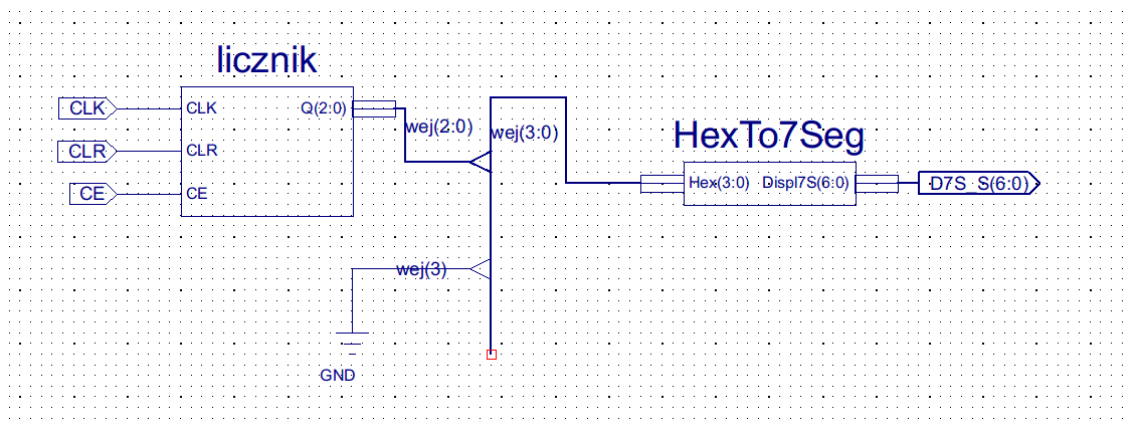 licznik
CLK
CLK
Q(2:0)
wej(2:0)
wej(3:0)
CLR
CLR
CE
CE
HexTo7Seg
Hex(3:0)
Displ7S(6:0)
D7S_S(6:0)
wej(3)
GND